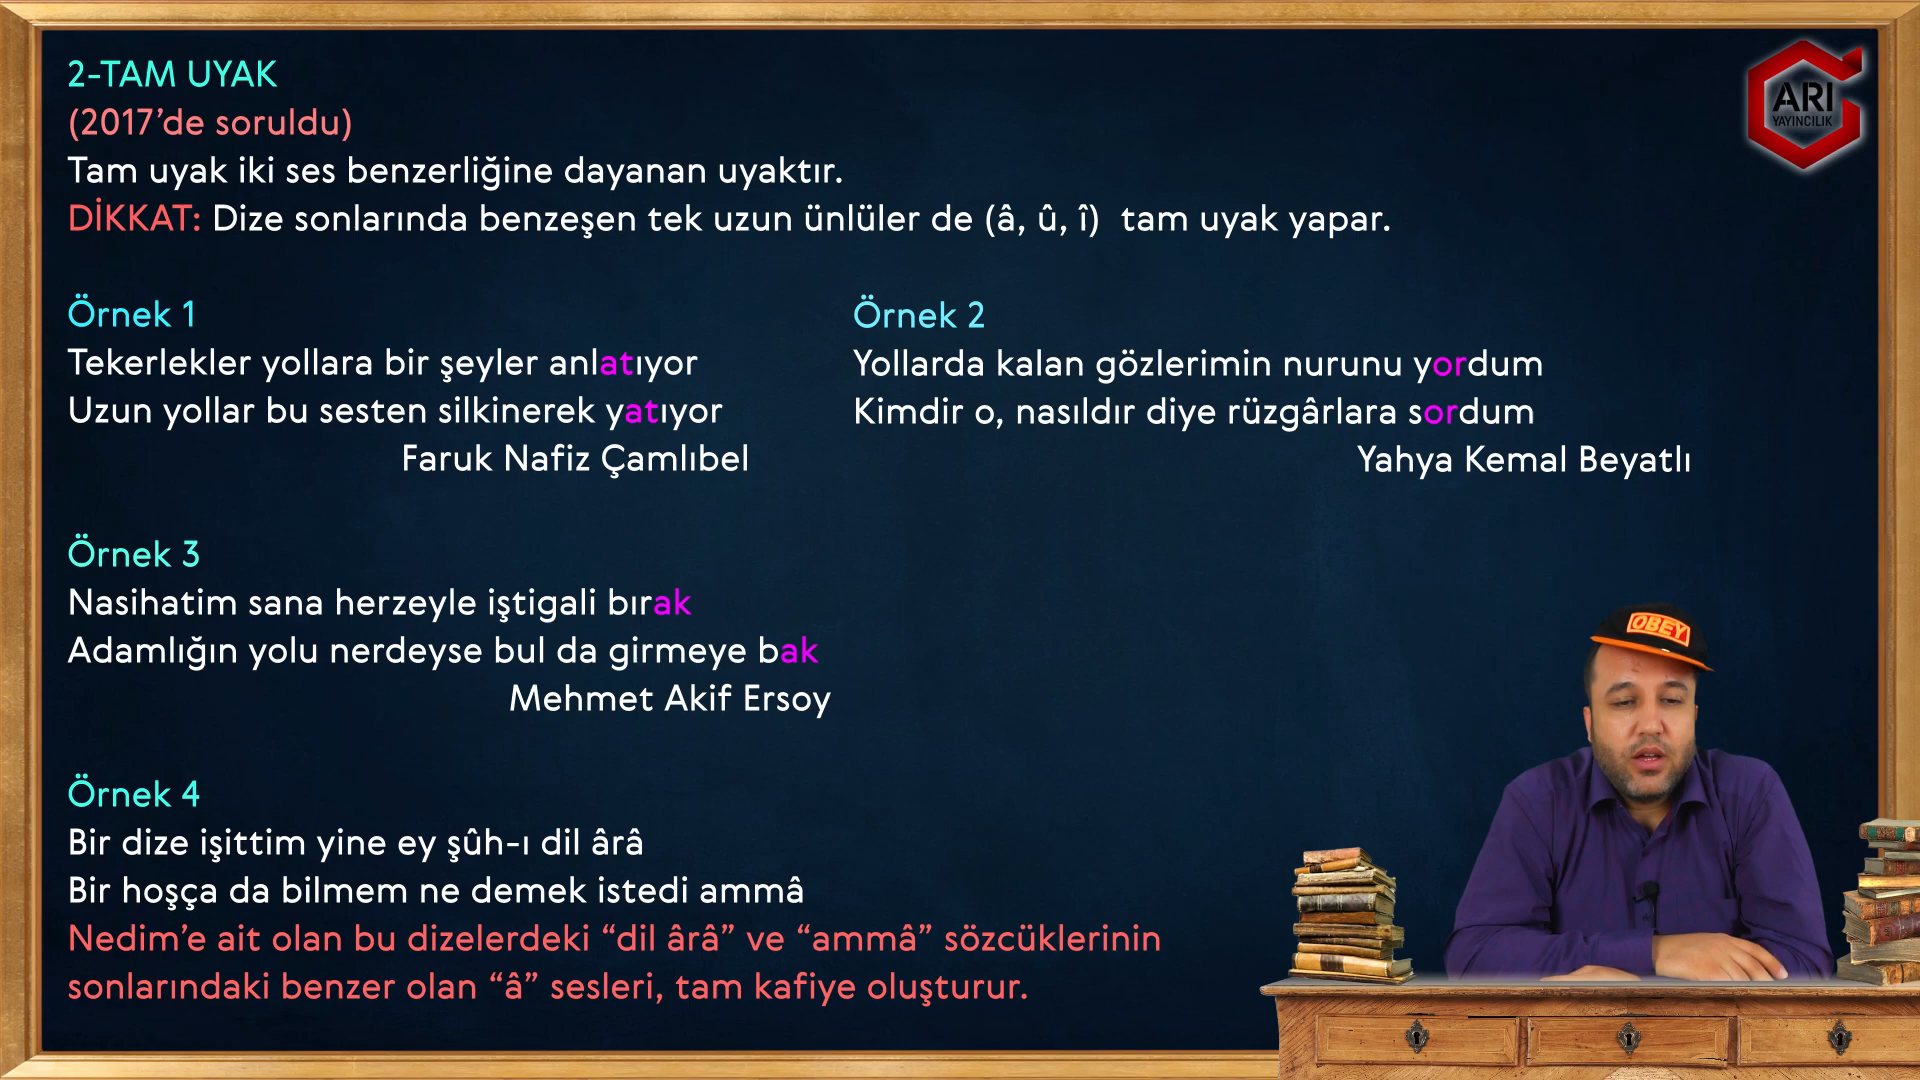 2-TAM UYAK
(2017’de soruldu)
Tam uyak iki ses benzerliğine dayanan uyaktır.
DİKKAT: Dize sonlarında benzeşen tek uzun ünlüler de (â, û, î)  tam uyak yapar.
Örnek 1
Tekerlekler yollara bir şeyler anlatıyor
Uzun yollar bu sesten silkinerek yatıyor
Faruk Nafiz Çamlıbel
Örnek 2
Yollarda kalan gözlerimin nurunu yordum
Kimdir o, nasıldır diye rüzgârlara sordum
Yahya Kemal Beyatlı
Örnek 3
Nasihatim sana herzeyle iştigali bırak
Adamlığın yolu nerdeyse bul da girmeye bak
Mehmet Akif Ersoy
Örnek 4
Bir dize işittim yine ey şûh-ı dil ârâ
Bir hoşça da bilmem ne demek istedi ammâ
Nedim’e ait olan bu dizelerdeki “dil ârâ” ve “ammâ” sözcüklerinin
sonlarındaki benzer olan “â” sesleri, tam kafiye oluşturur.
ARI
YAYINCILIK
OBEY